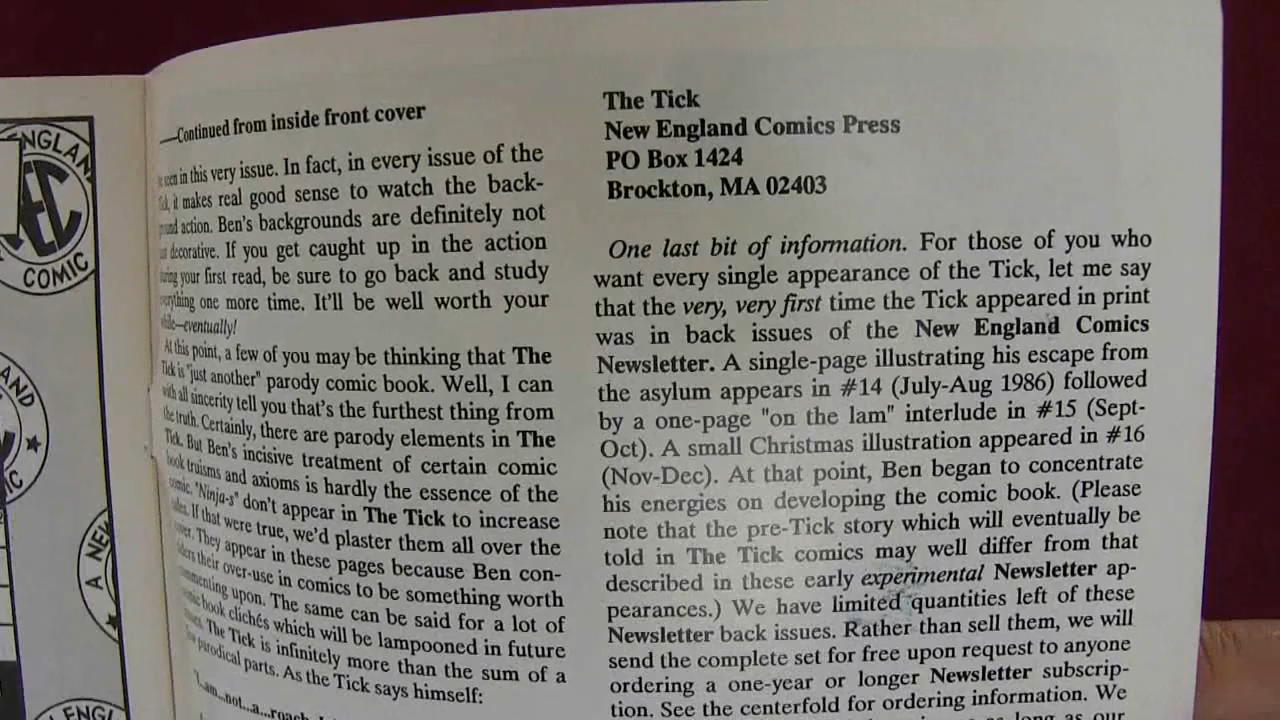 ENGLAN
EC
COMIC
AND
IC
A NEW
ENGL
—Continued from inside front cover
seen in this very issue. In fact, in every issue of the
it makes real good sense to watch the back-
action. Ben's backgrounds are definitely not
decorative. If you get caught up in the action
your first read, be sure to go back and study
one more time. It'll be well worth your
—eventually!
At this point, a few of you may be thinking that The
Tick is "just another" parody comic book. Well, I can
with all sincerity tell you that's the furthest thing from
the truth. Certainly, there are parody elements in The
Tick. But Ben's incisive treatment of certain comic
book truisms and axioms is hardly the essence of the
comic. "Ninja-s" don't appear in The Tick to increase
If that were true, we'd plaster them all over the
They appear in these pages because Ben con-
their over-use in comics to be something worth
commenting upon. The same can be said for a lot of
book clichés which will be lampooned in future
The Tick is infinitely more than the sum of a
parodical parts. As the Tick says himself:
"I...am...not...a...roach.
The Tick
New England Comics Press
PO Box 1424
Brockton, MA 02403
One last bit of information. For those of you who
want every single appearance of the Tick, let me say
that the very, very first time the Tick appeared in print
was in back issues of the New England Comics
Newsletter. A single-page illustrating his escape from
the asylum appears in #14 (July-Aug 1986) followed
by a one-page "on the lam" interlude in #15 (Sept-
Oct). A small Christmas illustration appeared in #16
(Nov-Dec). At that point, Ben began to concentrate
his energies on developing the comic book. (Please
note that the pre-Tick story which will eventually be
told in The Tick comics may well differ from that
described in these early experimental Newsletter ap-
pearances.) We have limited quantities left of these
Newsletter back issues. Rather than sell them, we will
send the complete set for free upon request to anyone
ordering a one-year or longer Newsletter subscrip-
tion. See the centerfold for ordering information. We
as long as our